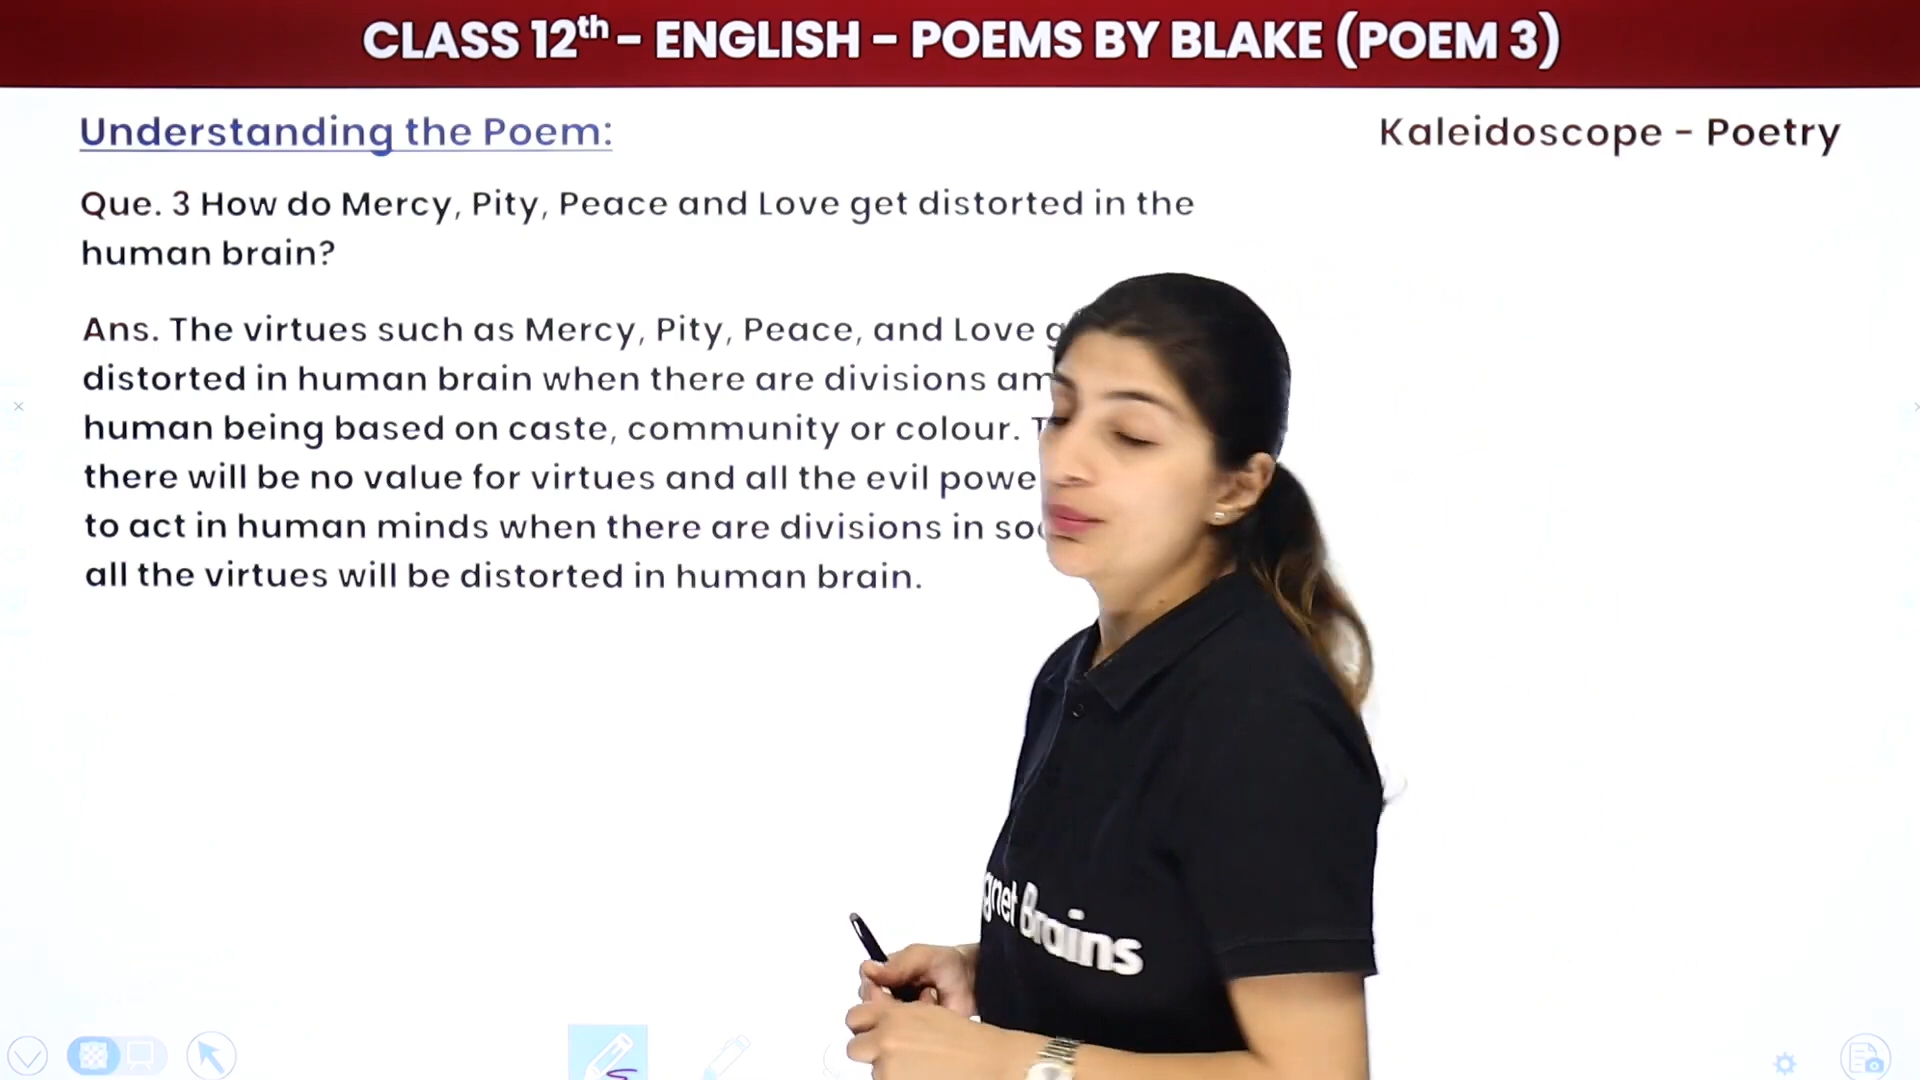 CLASS 12th - ENGLISH - POEMS BY BLAKE (POEM 3)
Understanding the Poem:
Kaleidoscope - Poetry
Que. 3 How do Mercy, Pity, Peace and Love get distorted in the
human brain?
Ans. The virtues such as Mercy, Pity, Peace, and Love
distorted in human brain when there are divisions
human being based on caste, community or colour.
there will be no value for virtues and all the evil
to act in human minds when there are divisions in
all the virtues will be distorted in human brain.
Brains